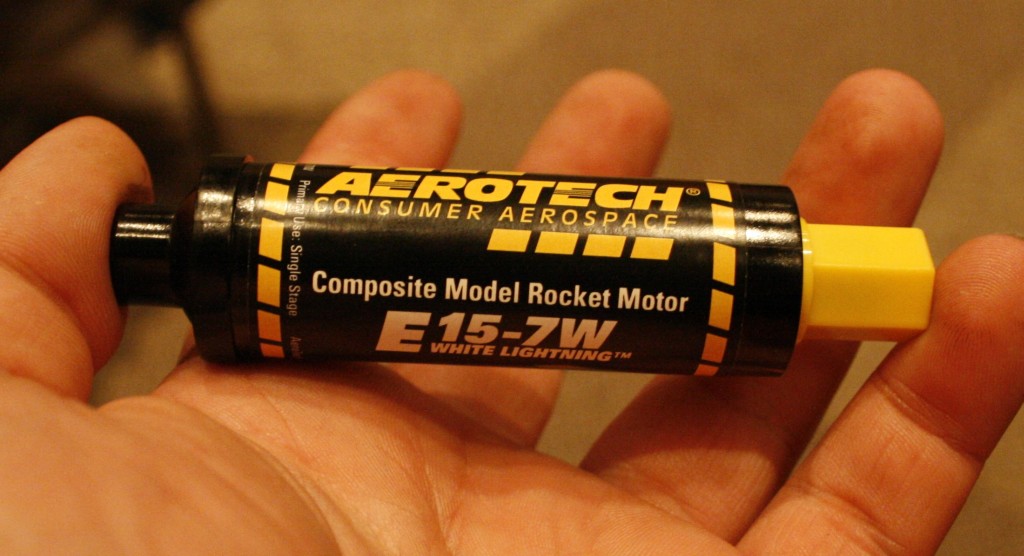 AEROTECH®
CONSUMER AEROSPACE
Composite Model Rocket Motor
E15-7W
WHITE LIGHTNING™
Primary Use: Single Stage